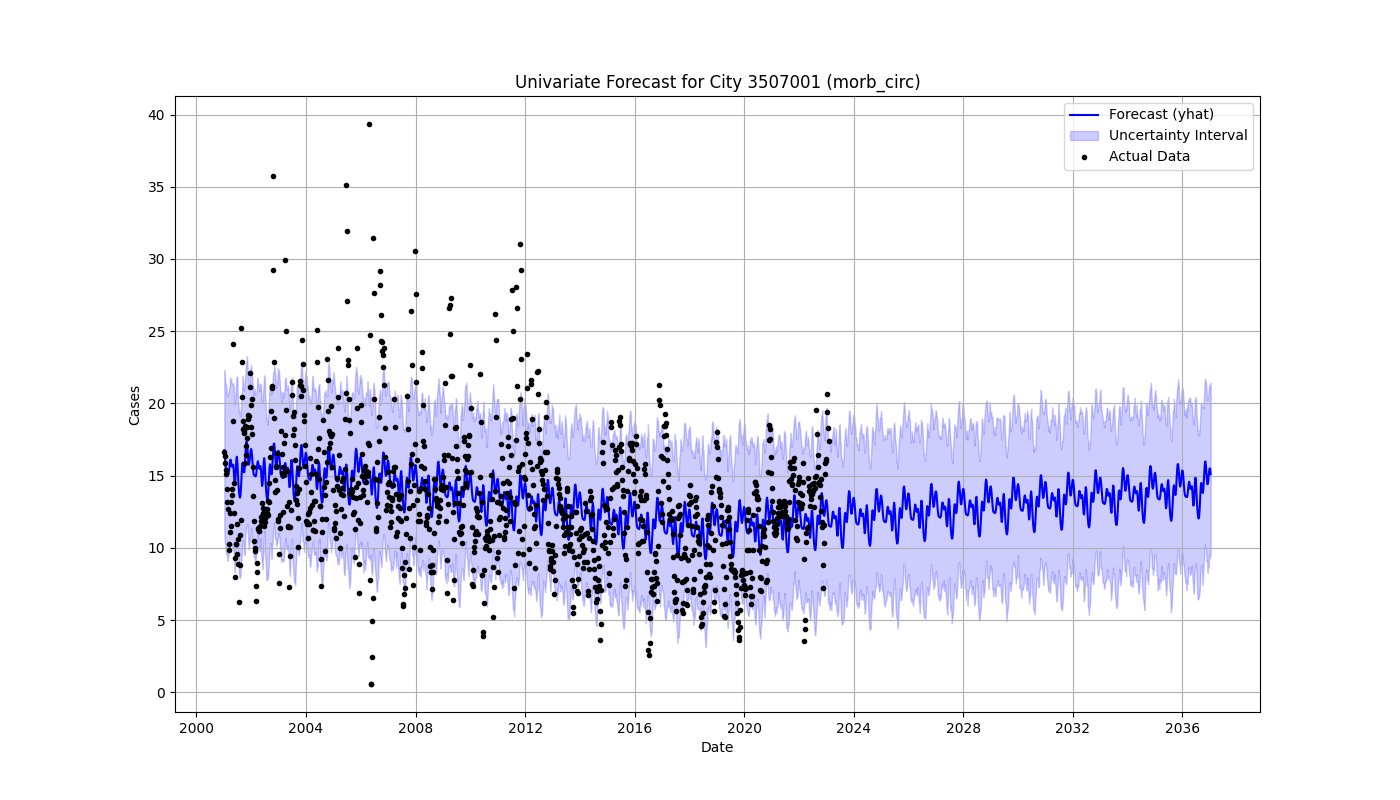 Univariate Forecast for City 3507001 (morb_circ)
Forecast (yhat)
Uncertainty Interval
Actual Data
Cases
40
35
30
25
20
15
10
5
0
2000 2004 2008 2012 2016 2020 2024 2028 2032 2036
Date